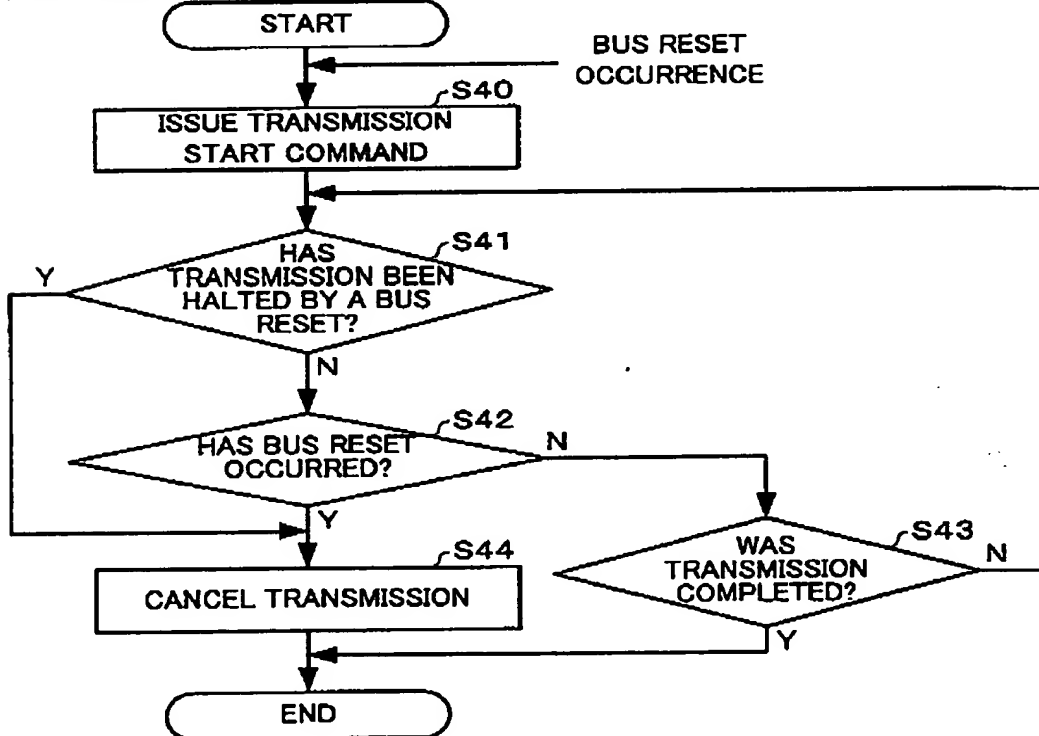 START
BUS RESET
OCCURRENCE
S40
ISSUE TRANSMISSION
START COMMAND
S41
HAS
TRANSMISSION BEEN
HALTED BY A BUS
RESET?
Y
N
S42
HAS BUS RESET
OCCURRED?
N
Y
S43
WAS
TRANSMISSION
COMPLETED?
N
Y
S44
CANCEL TRANSMISSION
END